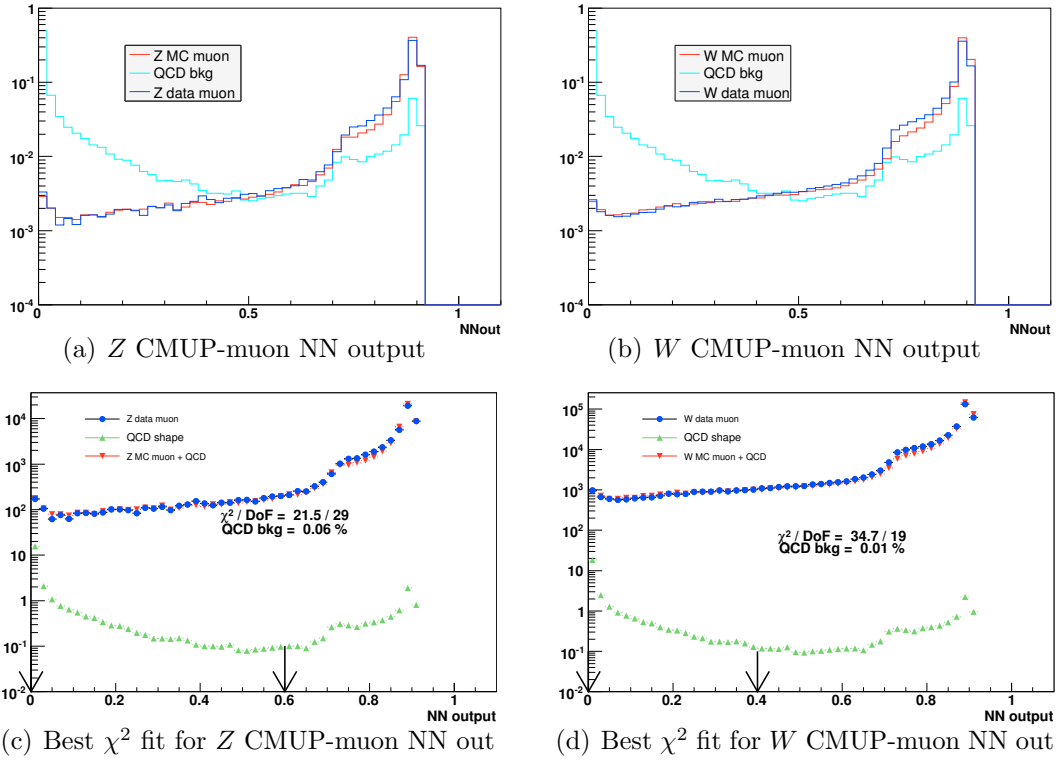 10⁻¹
10⁻²
10⁻³
10⁻⁴
Z MC muon
QCD bkg
Z data muon
0 0.5 1
NNout
(a) Z CMUP-muon NN output
10⁻¹
10⁻²
10⁻³
10⁻⁴
W MC muon
QCD bkg
W data muon
0 0.5 1
NNout
(b) W CMUP-muon NN output
10⁴
10³
10²
10
1
10⁻¹
10⁻²
Z data muon
QCD shape
Z MC muon + QCD
χ² / DoF = 21.5 / 29
QCD bkg = 0.06 %
0 0.2 0.4 0.6 0.8 1
NN output
(c) Best χ² fit for Z CMUP-muon NN out
10⁵
10⁴
10³
10²
10
1
10⁻¹
10⁻²
W data muon
QCD shape
W MC muon + QCD
χ² / DoF = 34.7 / 19
QCD bkg = 0.01 %
0 0.2 0.4 0.6 0.8 1
NN output
(d) Best χ² fit for W CMUP-muon NN out